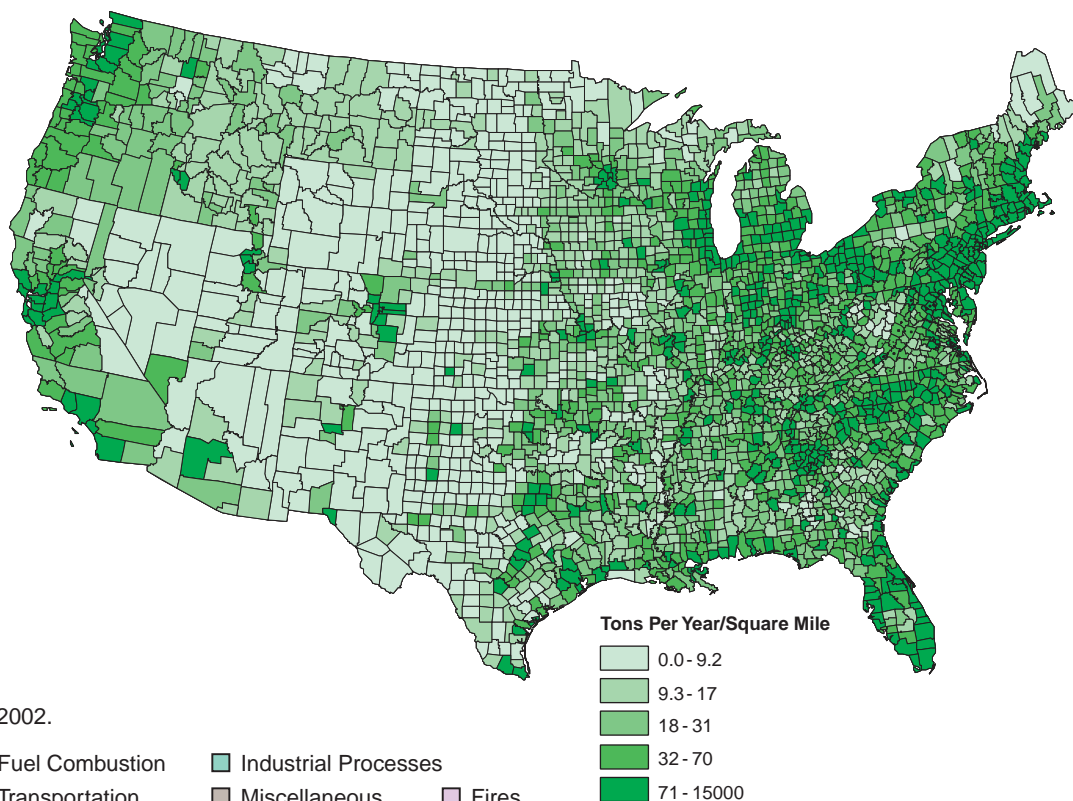 Tons Per Year/Square Mile
0.0 - 9.2
9.3 - 17
18 - 31
32 - 70
71 - 15000
2002.
Fuel Combustion Industrial Processes
Transportation Miscellaneous Fires